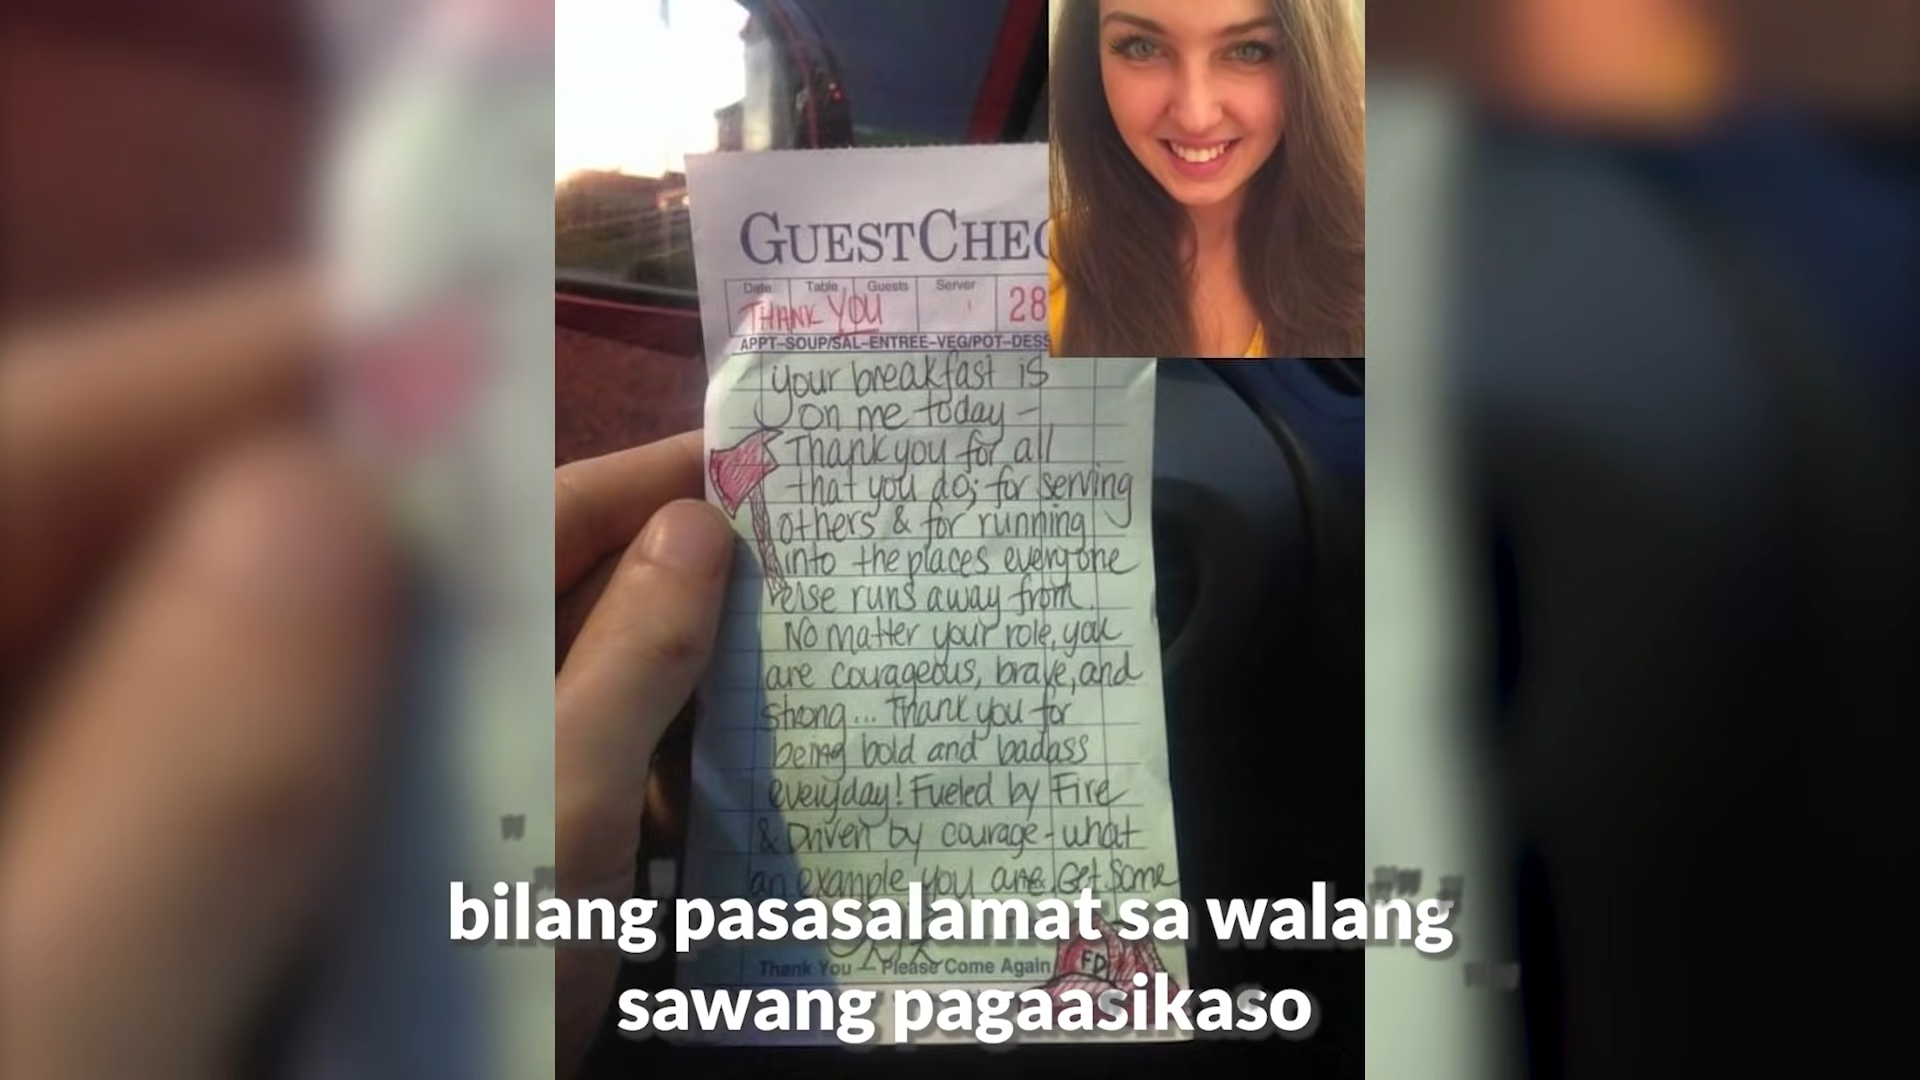 GUESTCHEC
Date Table Guests Server
THANK YOU 28
APPT–SOUP/SAL–ENTREE–VEG/POT–DESS
your breakfast is
on me today –
Thank you for all
that you do; for serving
others & for running
into the places everyone
else runs away from.
No matter your role, you
are courageous, brave, and
strong... Thank you for
being bold and badass
everyday! Fueled by Fire
& Driven by courage - what
an example you are. Get Some
bilang pasasalamat sa walang
Thank You – Please Come Again
FD
sawang pagaasikaso